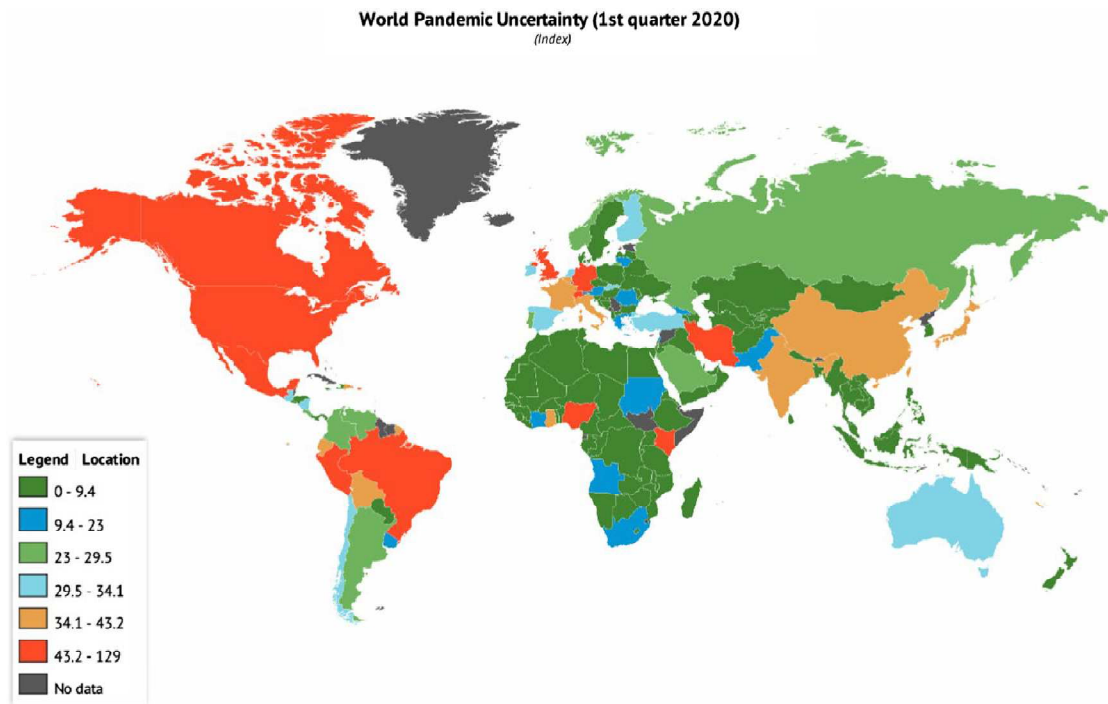 World Pandemic Uncertainty (1st quarter 2020)
(Index)
Legend Location
0 - 9.4
9.4 - 23
23 - 29.5
29.5 - 34.1
34.1 - 43.2
43.2 - 129
No data